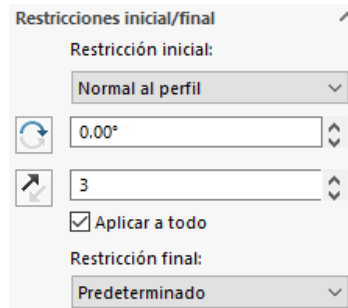 Restricciones inicial/final
Restricción inicial:
Normal al perfil
0.00°
3
Aplicar a todo
Restricción final:
Predeterminado